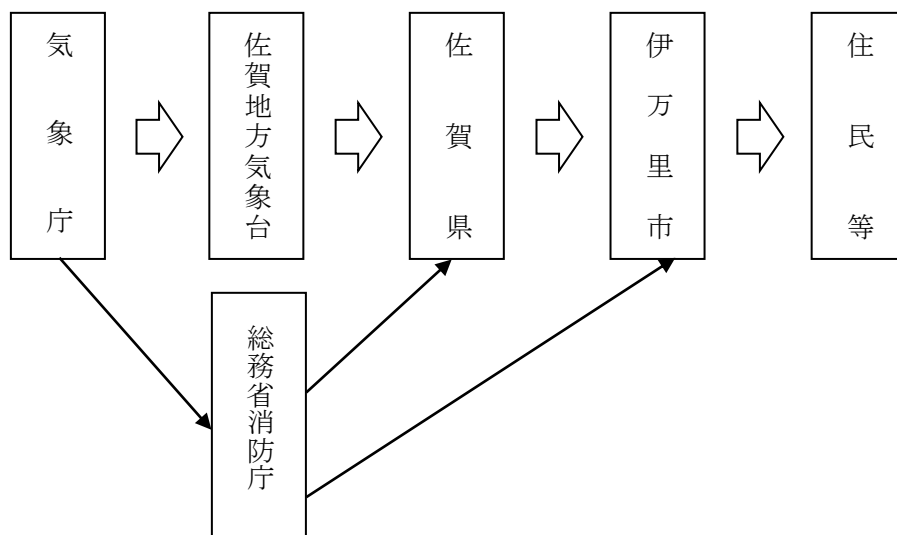 気象庁
佐賀地方気象台
佐賀県
伊万里市
住民等
総務省消防庁